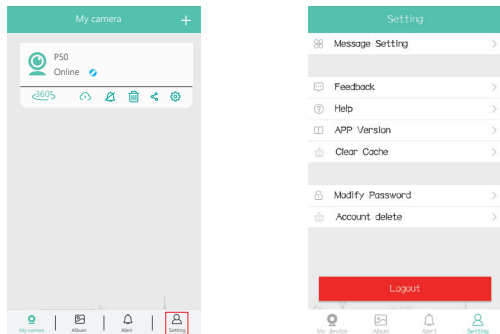 My camera
+
P50
Online
360°
My camera
Album
Alert
Setting
Setting
Message Setting
Feedback
Help
APP Version
Clear Cache
Modify Password
Account delete
Logout
My device
Album
Alert
Setting